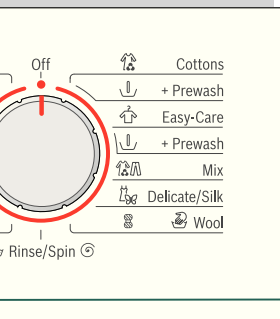 Off
Cottons
+ Prewash
Easy-Care
+ Prewash
Mix
Delicate/Silk
Wool
Rinse/Spin